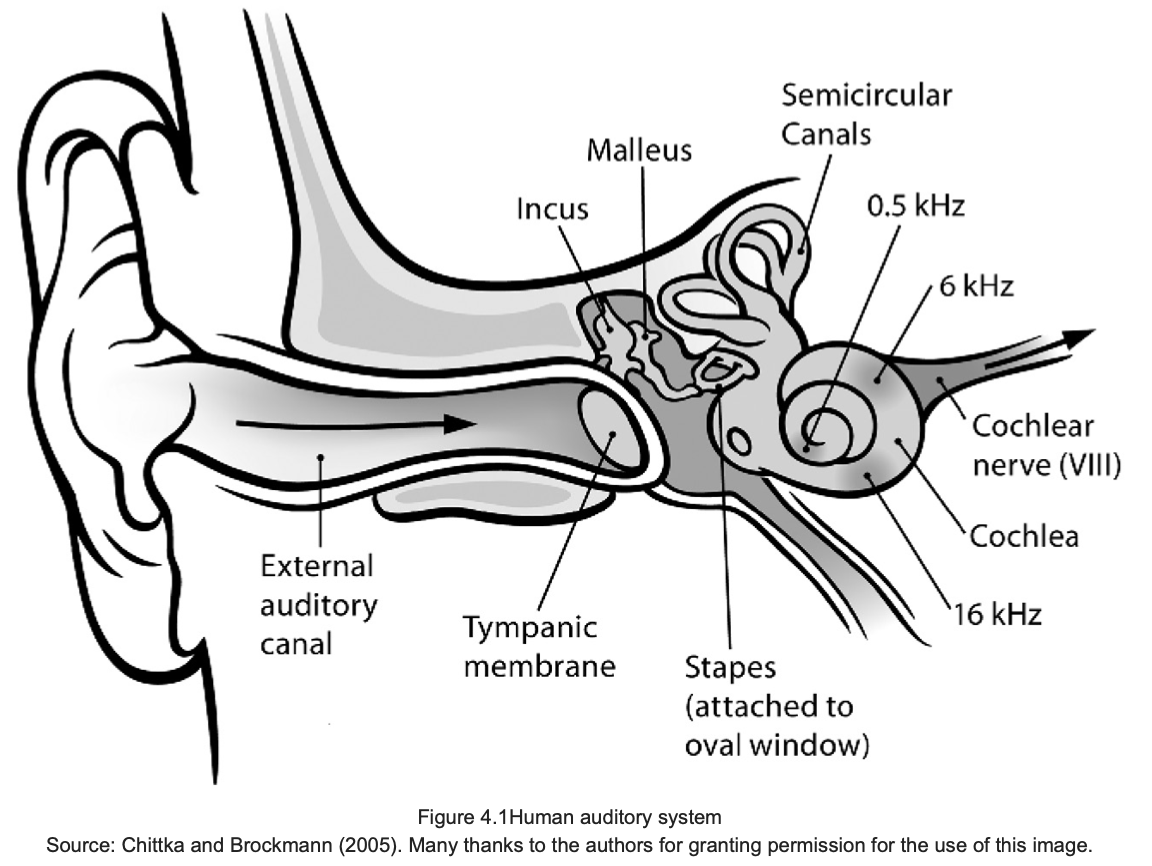 Semicircular
Canals
Malleus
Incus
0.5 kHz
6 kHz
Cochlear
nerve (VIII)
Cochlea
16 kHz
External
auditory
canal
Tympanic
membrane
Stapes
(attached to
oval window)
Figure 4.1Human auditory system
Source: Chittka and Brockmann (2005). Many thanks to the authors for granting permission for the use of this image.